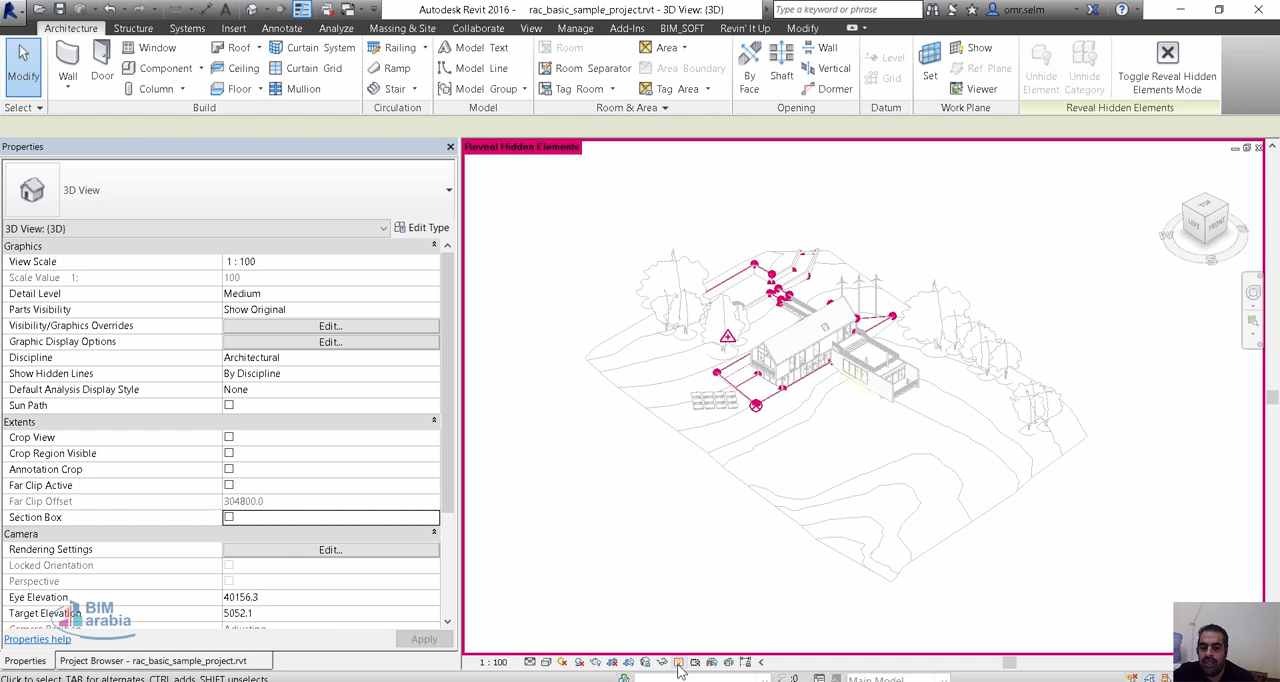 Autodesk Revit 2016 - rac_basic_sample_project.rvt - 3D View: {3D}
Type a keyword or phrase
omr.selm
Architecture Structure Systems Insert Annotate Analyze Massing & Site Collaborate View Manage Add-Ins BIM_SOFT Revin' It Up Modify
Modify
Wall
Door
Window
Component
Column
Roof
Ceiling
Floor
Curtain System
Curtain Grid
Mullion
Railing
Ramp
Stair
Model Text
Model Line
Model Group
Room
Room Separator
Tag Room
Area
Area Boundary
Tag Area
By Face
Shaft
Wall
Vertical
Dormer
Level
Grid
Set
Show
Ref Plane
Viewer
Unhide Element
Unhide Category
Toggle Reveal Hidden Elements Mode
Select Build Circulation Model Room & Area Opening Datum Work Plane Reveal Hidden Elements
Properties
3D View
3D View: {3D}
Edit Type
Graphics
View Scale 1 : 100
Scale Value 1: 100
Detail Level Medium
Parts Visibility Show Original
Visibility/Graphics Overrides Edit...
Graphic Display Options Edit...
Discipline Architectural
Show Hidden Lines By Discipline
Default Analysis Display Style None
Sun Path
Extents
Crop View
Crop Region Visible
Annotation Crop
Far Clip Active
Far Clip Offset 304800.0
Section Box
Camera
Rendering Settings Edit...
Locked Orientation
Perspective
Eye Elevation 40156.3
Target Elevation 5052.1
BIM
arabia
Properties help
Apply
Properties
Project Browser - rac_basic_sample_project.rvt
Reveal Hidden Elements
TOP
LEFT
FRONT
1 : 100
Click to select, TAB for alternates, CTRL adds, SHIFT unselects.
:0
Main Model